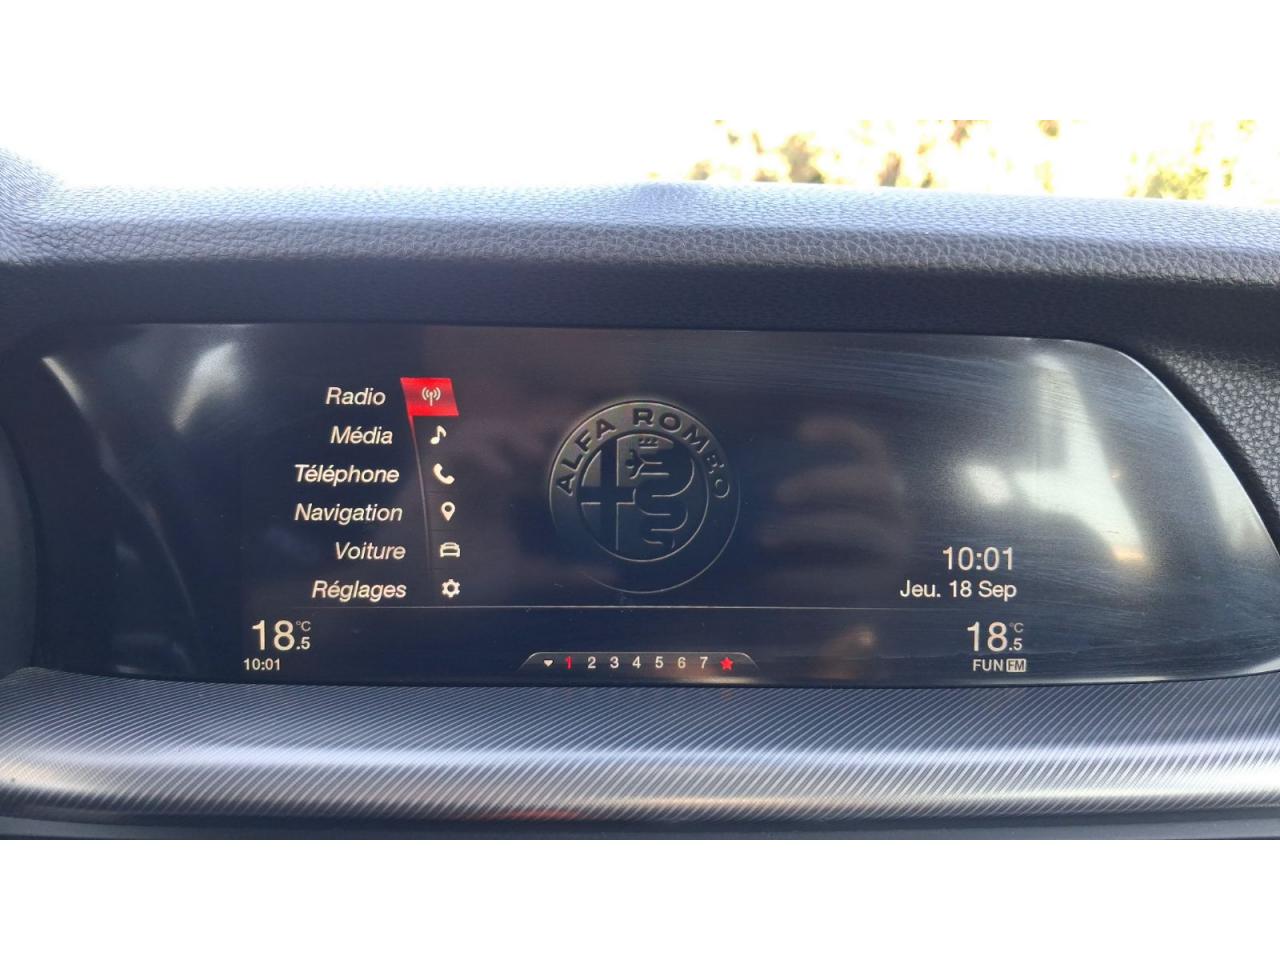 Radio
Média
Téléphone
Navigation
Voiture
Réglages
ALFA ROMEO
10:01
Jeu. 18 Sep
18.5 °C
10:01
1 2 3 4 5 6 7
18.5 °C
FUN FM